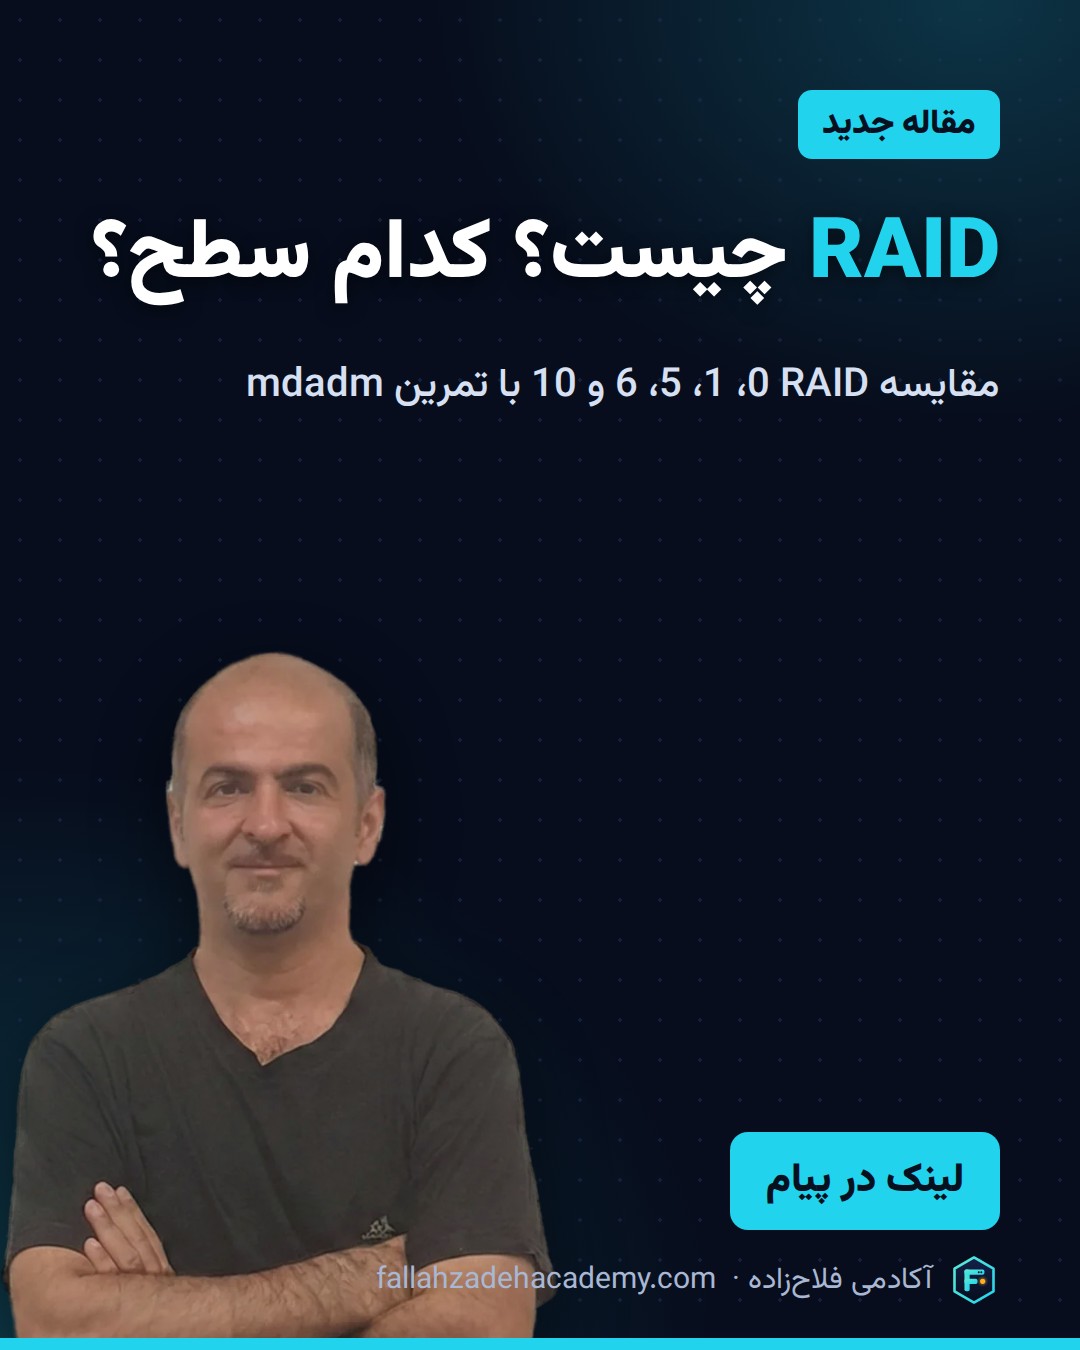 مقاله جدید
RAID چیست؟ کدام سطح؟
مقایسه RAID 0، 1، 5، 6 و 10 با تمرین mdadm
لینک در پیام
آکادمی فلاح‌زاده · fallahzadehacademy.com